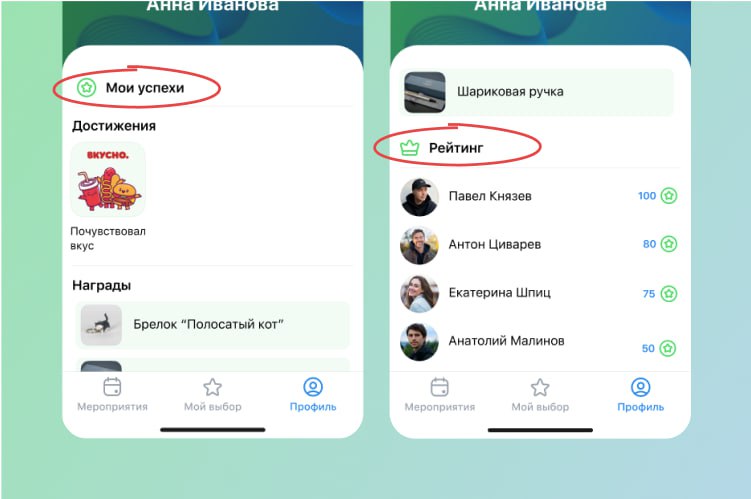 Анна Иванова
Мои успехи
Достижения
ВКУСНО.
Почувствовал
вкус
Награды
Брелок “Полосатый кот”
Мероприятия
Мой выбор
Профиль
Анна Иванова
Шариковая ручка
Рейтинг
Павел Князев 100
Антон Циварев 80
Екатерина Шпиц 75
Анатолий Малинов 50
Мероприятия
Мой выбор
Профиль